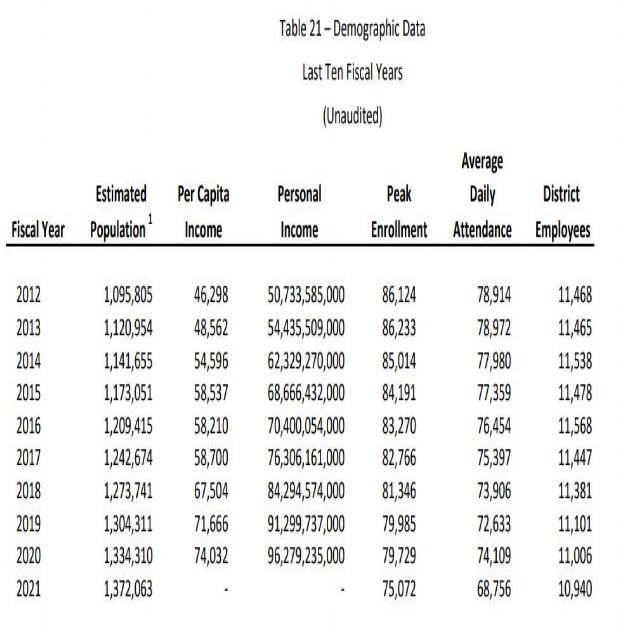 Table 21 – Demographic Data
Last Ten Fiscal Years
(Unaudited)
Average
Estimated Per Capita Personal Peak Daily District
Fiscal Year Population 1 Income Income Enrollment Attendance Employees
2012 1,095,805 46,298 50,733,585,000 86,124 78,914 11,468
2013 1,120,954 48,562 54,435,509,000 86,233 78,972 11,465
2014 1,141,655 54,596 62,329,270,000 85,014 77,980 11,538
2015 1,173,051 58,537 68,666,432,000 84,191 77,359 11,478
2016 1,209,415 58,210 70,400,054,000 83,270 76,454 11,568
2017 1,242,674 58,700 76,306,161,000 82,766 75,397 11,447
2018 1,273,741 67,504 84,294,574,000 81,346 73,906 11,381
2019 1,304,311 71,666 91,299,737,000 79,985 72,633 11,101
2020 1,334,310 74,032 96,279,235,000 79,729 74,109 11,006
2021 1,372,063 - - 75,072 68,756 10,940